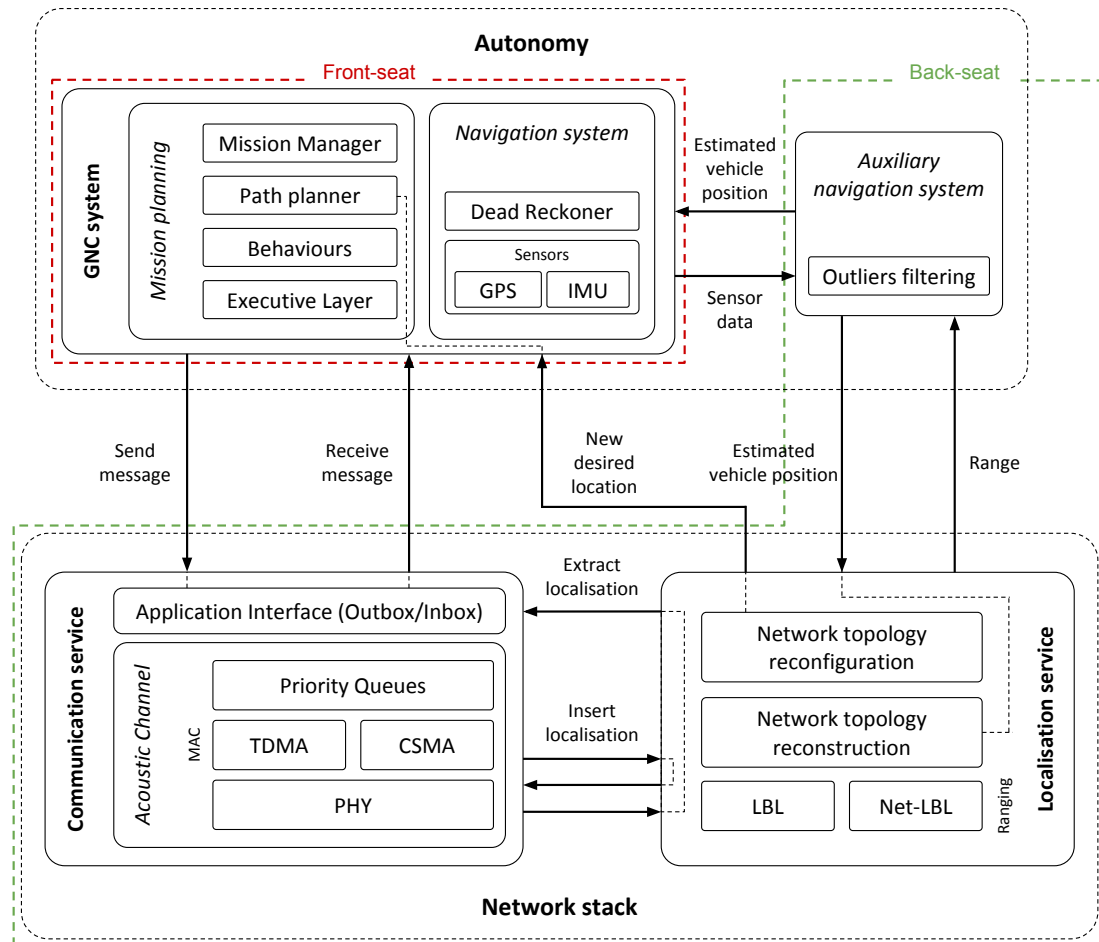 Autonomy
Front-seat
Back-seat
GNC system
Mission planning
Mission Manager
Path planner
Behaviours
Executive Layer
Navigation system
Dead Reckoner
Sensors
GPS
IMU
Estimated
vehicle
position
Sensor
data
Auxiliary
navigation system
Outliers filtering
Send
message
Receive
message
New
desired
location
Estimated
vehicle position
Range
Communication service
Application Interface (Outbox/Inbox)
Acoustic Channel
Priority Queues
MAC
TDMA
CSMA
PHY
Extract
localisation
Insert
localisation
Network topology
reconfiguration
Network topology
reconstruction
LBL
Net-LBL
Ranging
Localisation service
Network stack